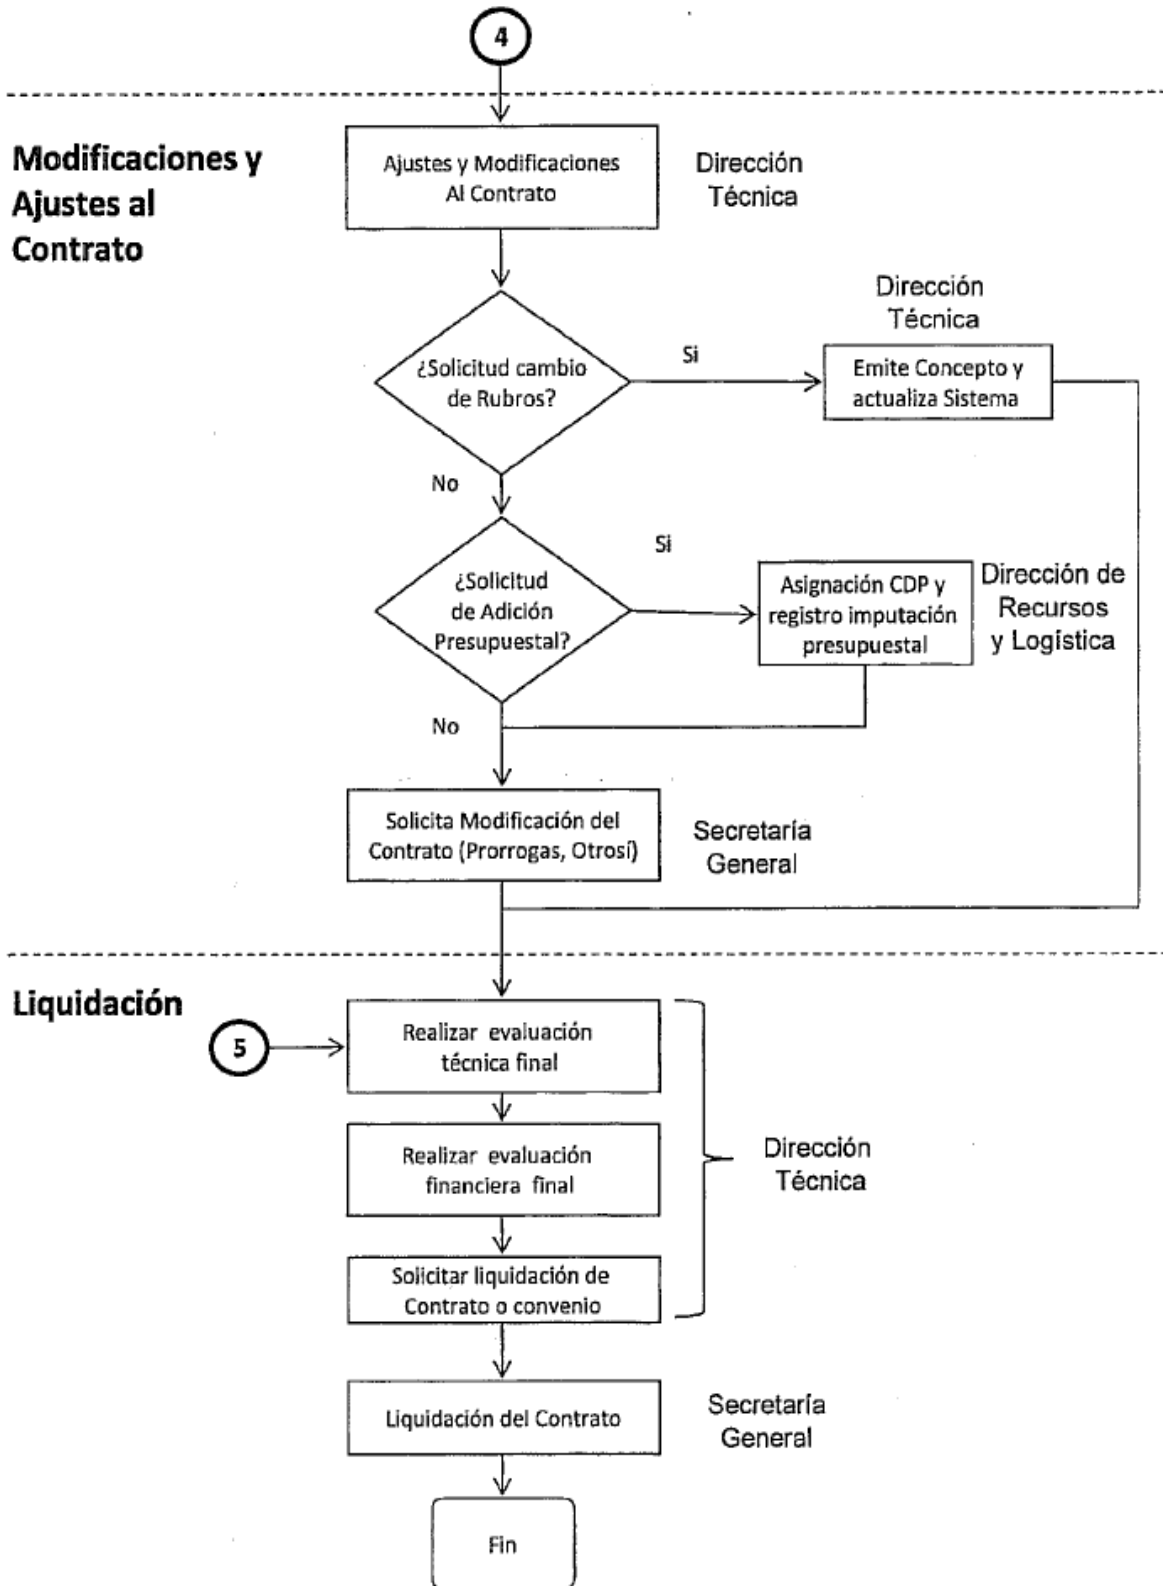 4
Modificaciones y
Ajustes al
Contrato
Ajustes y Modificaciones
Al Contrato
Dirección
Técnica
¿Solicitud cambio
de Rubros?
Si
Dirección
Técnica
Emite Concepto y
actualiza Sistema
No
¿Solicitud
de Adición
Presupuestal?
Si
Asignación CDP y
registro imputación
presupuestal
Dirección de
Recursos
y Logística
No
Solicita Modificación del
Contrato (Prorrogas, Otrosí)
Secretaría
General
Liquidación
5
Realizar evaluación
técnica final
Realizar evaluación
financiera final
Dirección
Técnica
Solicitar liquidación de
Contrato o convenio
Liquidación del Contrato
Secretaría
General
Fin